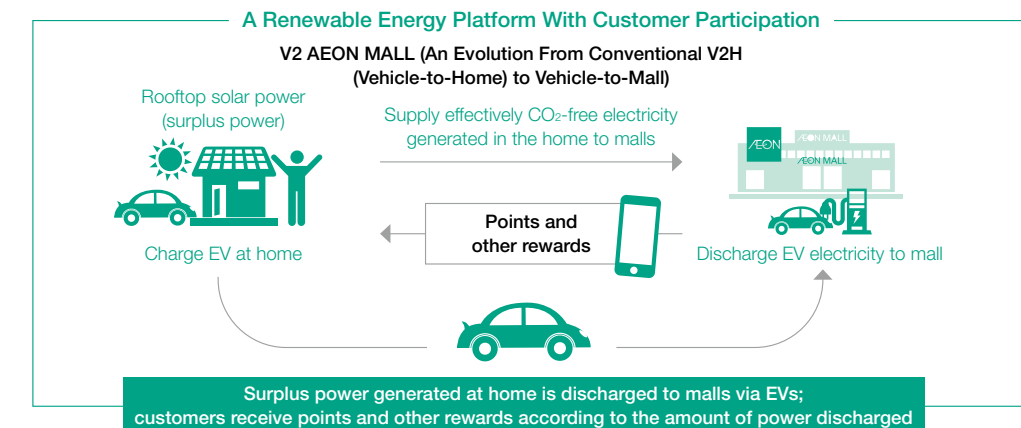 A Renewable Energy Platform With Customer Participation
V2 AEON MALL (An Evolution From Conventional V2H
(Vehicle-to-Home) to Vehicle-to-Mall)
Rooftop solar power
(surplus power)
Supply effectively CO₂-free electricity
generated in the home to malls
ÆON
ÆON MALL
ÆON MALL
Points and
other rewards
Charge EV at home
Discharge EV electricity to mall
Surplus power generated at home is discharged to malls via EVs;
customers receive points and other rewards according to the amount of power discharged